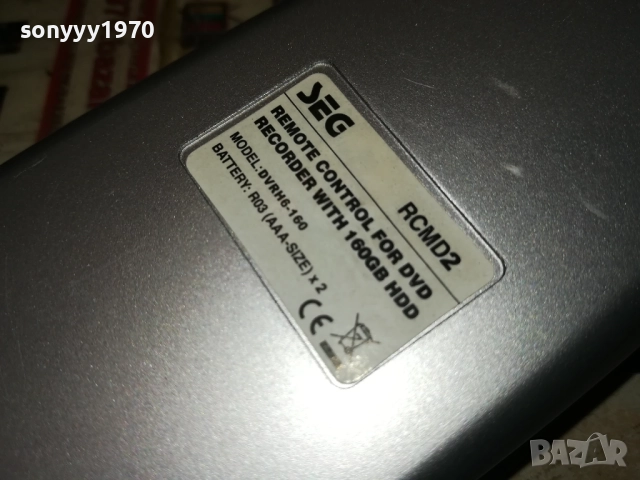 sonyyy1970
SEG
RCMD2
REMOTE CONTROL FOR DVD
RECORDER WITH 160GB HDD
MODEL:DVRH6-160
BATTERY: R03 (AAA-SIZE) x 2
CE
BAZAR.bg